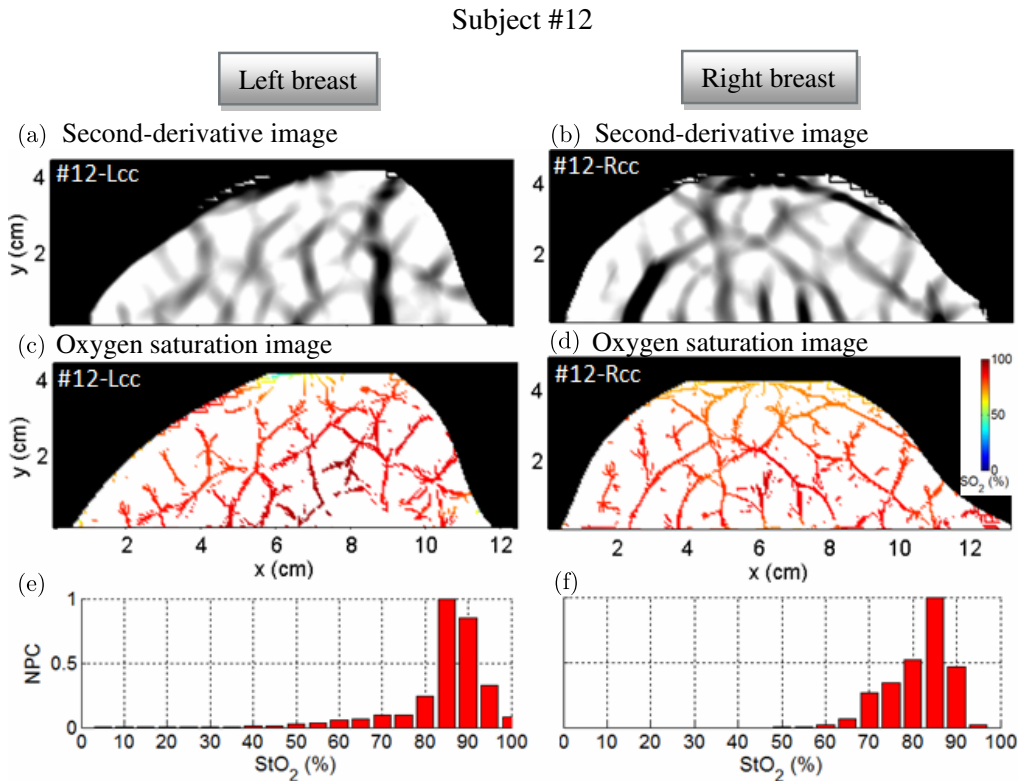 Subject #12
Left breast
Right breast
(a) Second-derivative image
(b) Second-derivative image
#12-Lcc
4
2
y (cm)
#12-Rcc
4
2
(c) Oxygen saturation image
(d) Oxygen saturation image
#12-Lcc
4
2
y (cm)
2 4 6 8 10 12
x (cm)
#12-Rcc
4
2
2 4 6 8 10 12
x (cm)
100
50
0
SO2 (%)
(e)
1
0.5
0
NPC
0 10 20 30 40 50 60 70 80 90 100
StO2 (%)
(f)
0 10 20 30 40 50 60 70 80 90 100
StO2 (%)